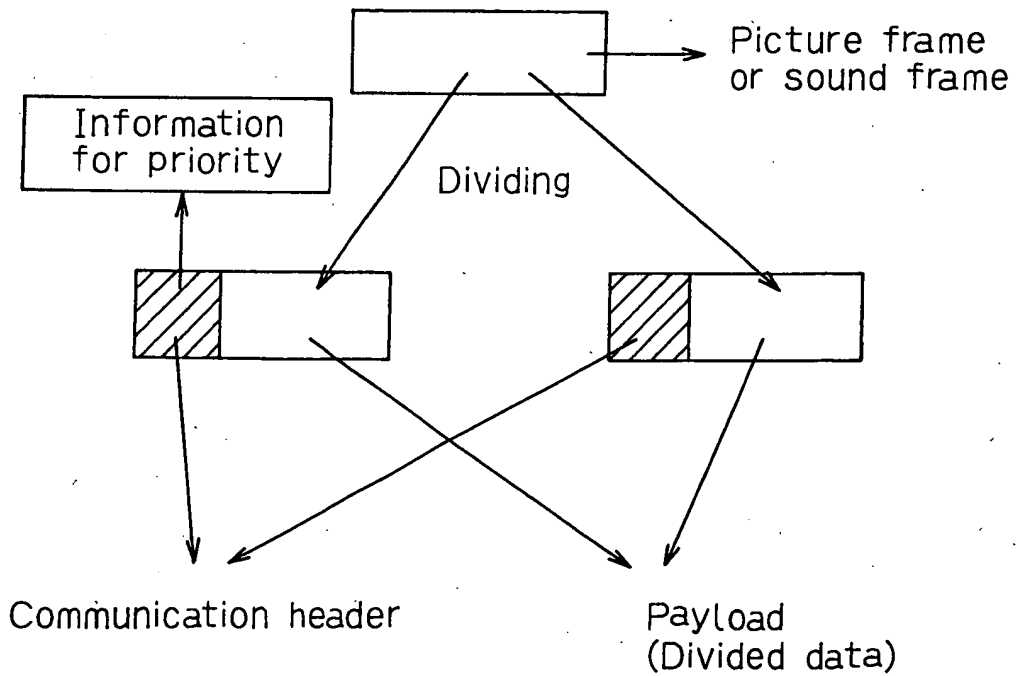 Picture frame
or sound frame
Information
for priority
Dividing
Communication header
Payload
(Divided data)